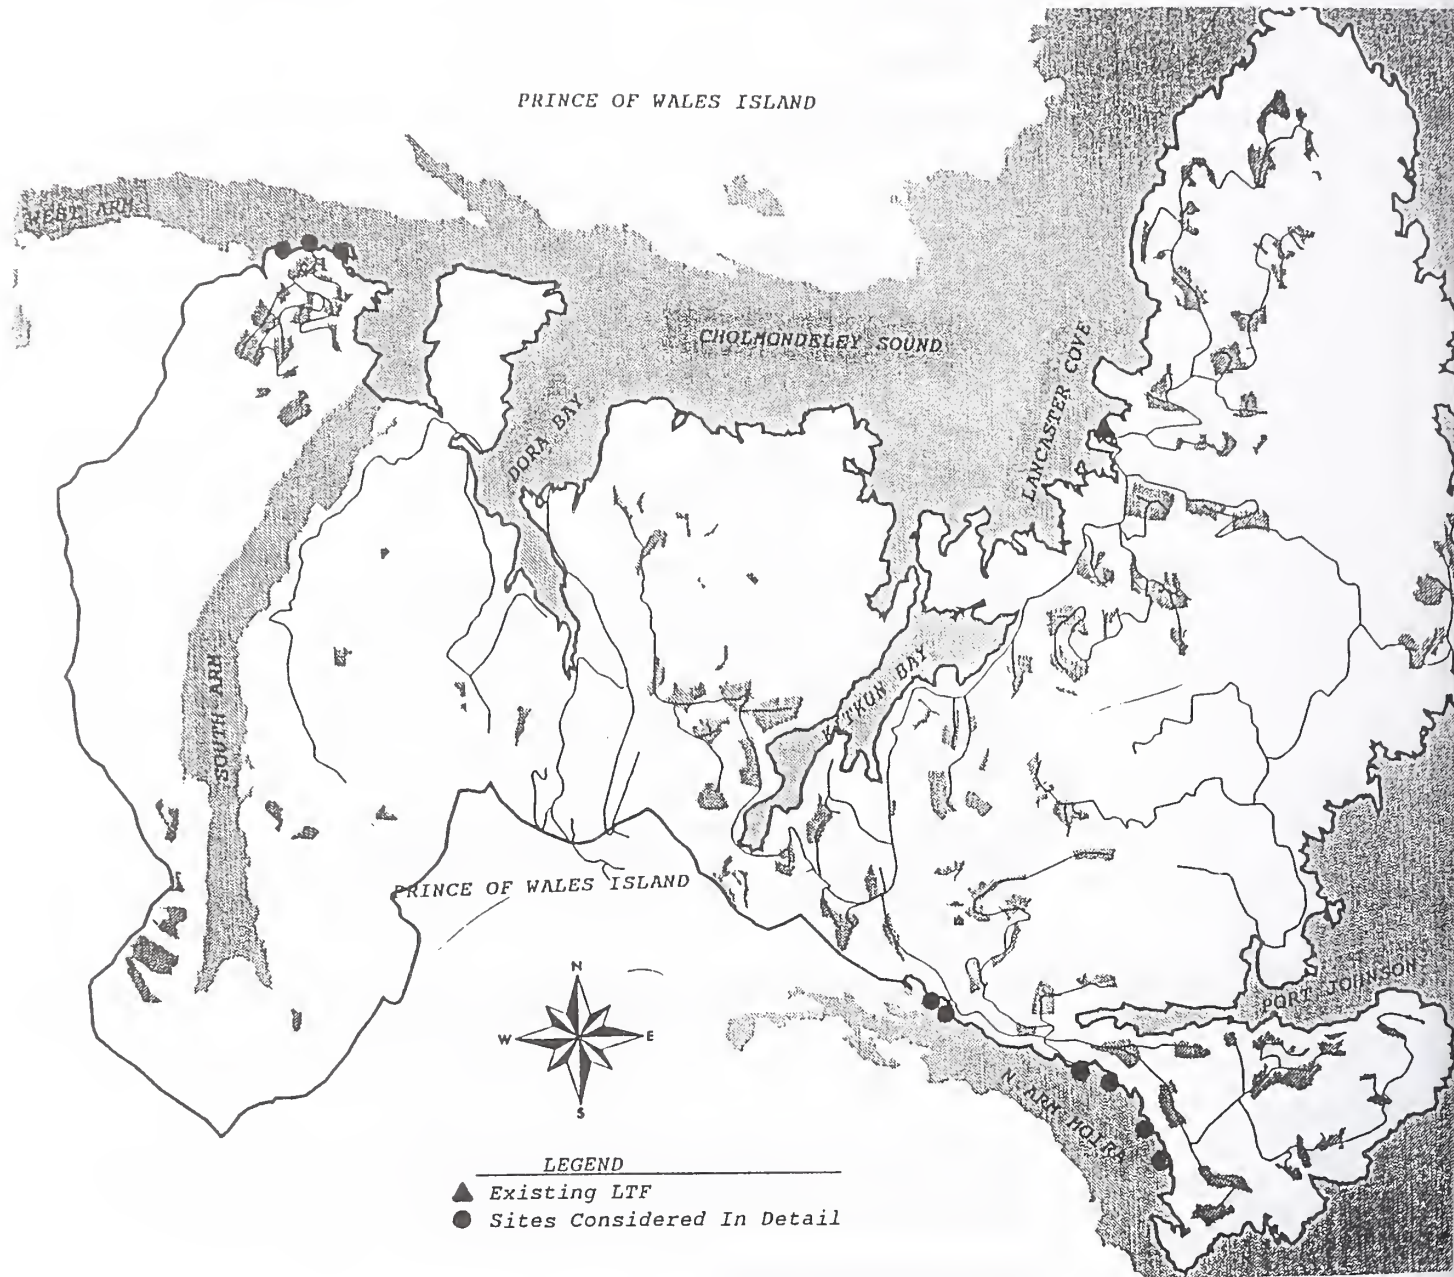 PRINCE OF WALES ISLAND
WEST ARM
CHOLMONDELEY SOUND
LANCASTER COVE
DORA BAY
KITKUN BAY
SOUTH ARM
PRINCE OF WALES ISLAND
N
W
E
S
PORT JOHNSON
N. ARM MOIRA
LEGEND
Existing LTF
Sites Considered In Detail